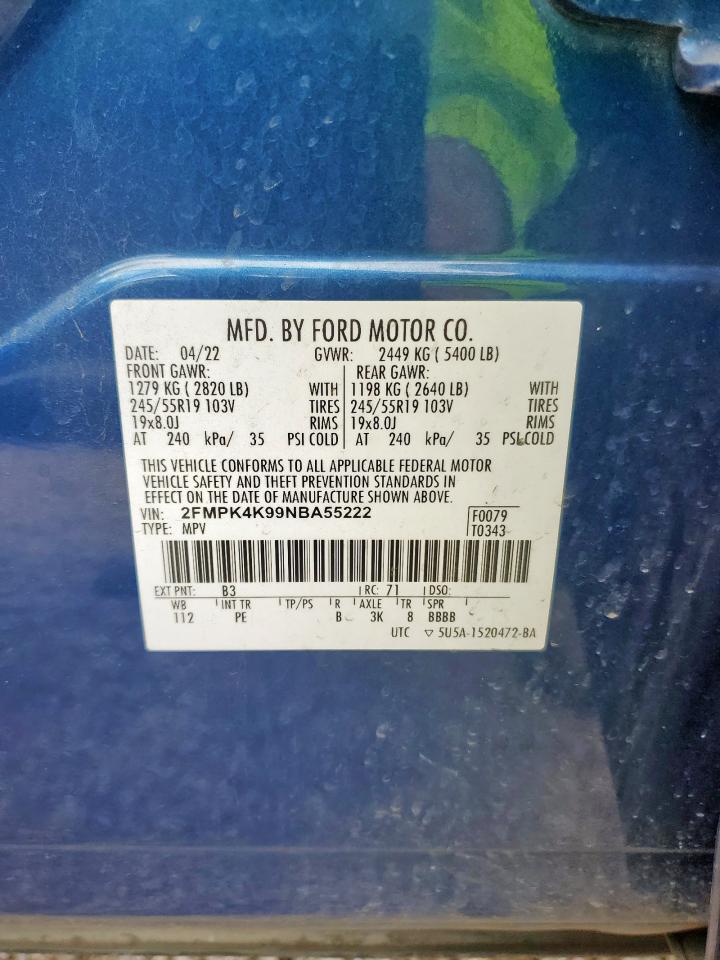 MFD. BY FORD MOTOR CO.
DATE: 04/22 GVWR: 2449 KG ( 5400 LB)
FRONT GAWR: REAR GAWR:
1279 KG ( 2820 LB) WITH 1198 KG ( 2640 LB) WITH
245/55R19 103V TIRES 245/55R19 103V TIRES
19x8.0J RIMS 19x8.0J RIMS
AT 240 kPa/ 35 PSI COLD AT 240 kPa/ 35 PSI COLD
THIS VEHICLE CONFORMS TO ALL APPLICABLE FEDERAL MOTOR
VEHICLE SAFETY AND THEFT PREVENTION STANDARDS IN
EFFECT ON THE DATE OF MANUFACTURE SHOWN ABOVE.
VIN: 2FMPK4K99NBA55222 F0079
TYPE: MPV T0343
EXT PNT: B3 RC: 71 DSO:
WB INT TR TP/PS R AXLE TR SPR
112 PE B 3K 8 BBBB
UTC ▽ 5U5A-1520472-BA